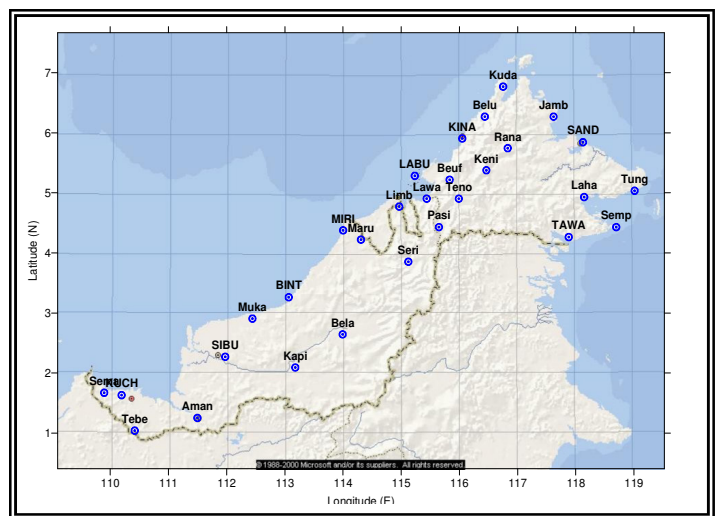 Kuda
7
Belu
Jamb
KINA
SAND
6
Rana
LABU
Keni
Beuf
Tung
Limb
Lawa
Teno
Laha
5
MIRI
Maru
Pasi
Semp
TAWA
4
Seri
Latitude (N)
BINT
3
Muka
Bela
SIBU
Kapi
2
Sema
KUCH
Aman
Tebe
1
© 1988-2000 Microsoft and/or its suppliers. All rights reserved.
110 111 112 113 114 115 116 117 118 119
Longitude (E)